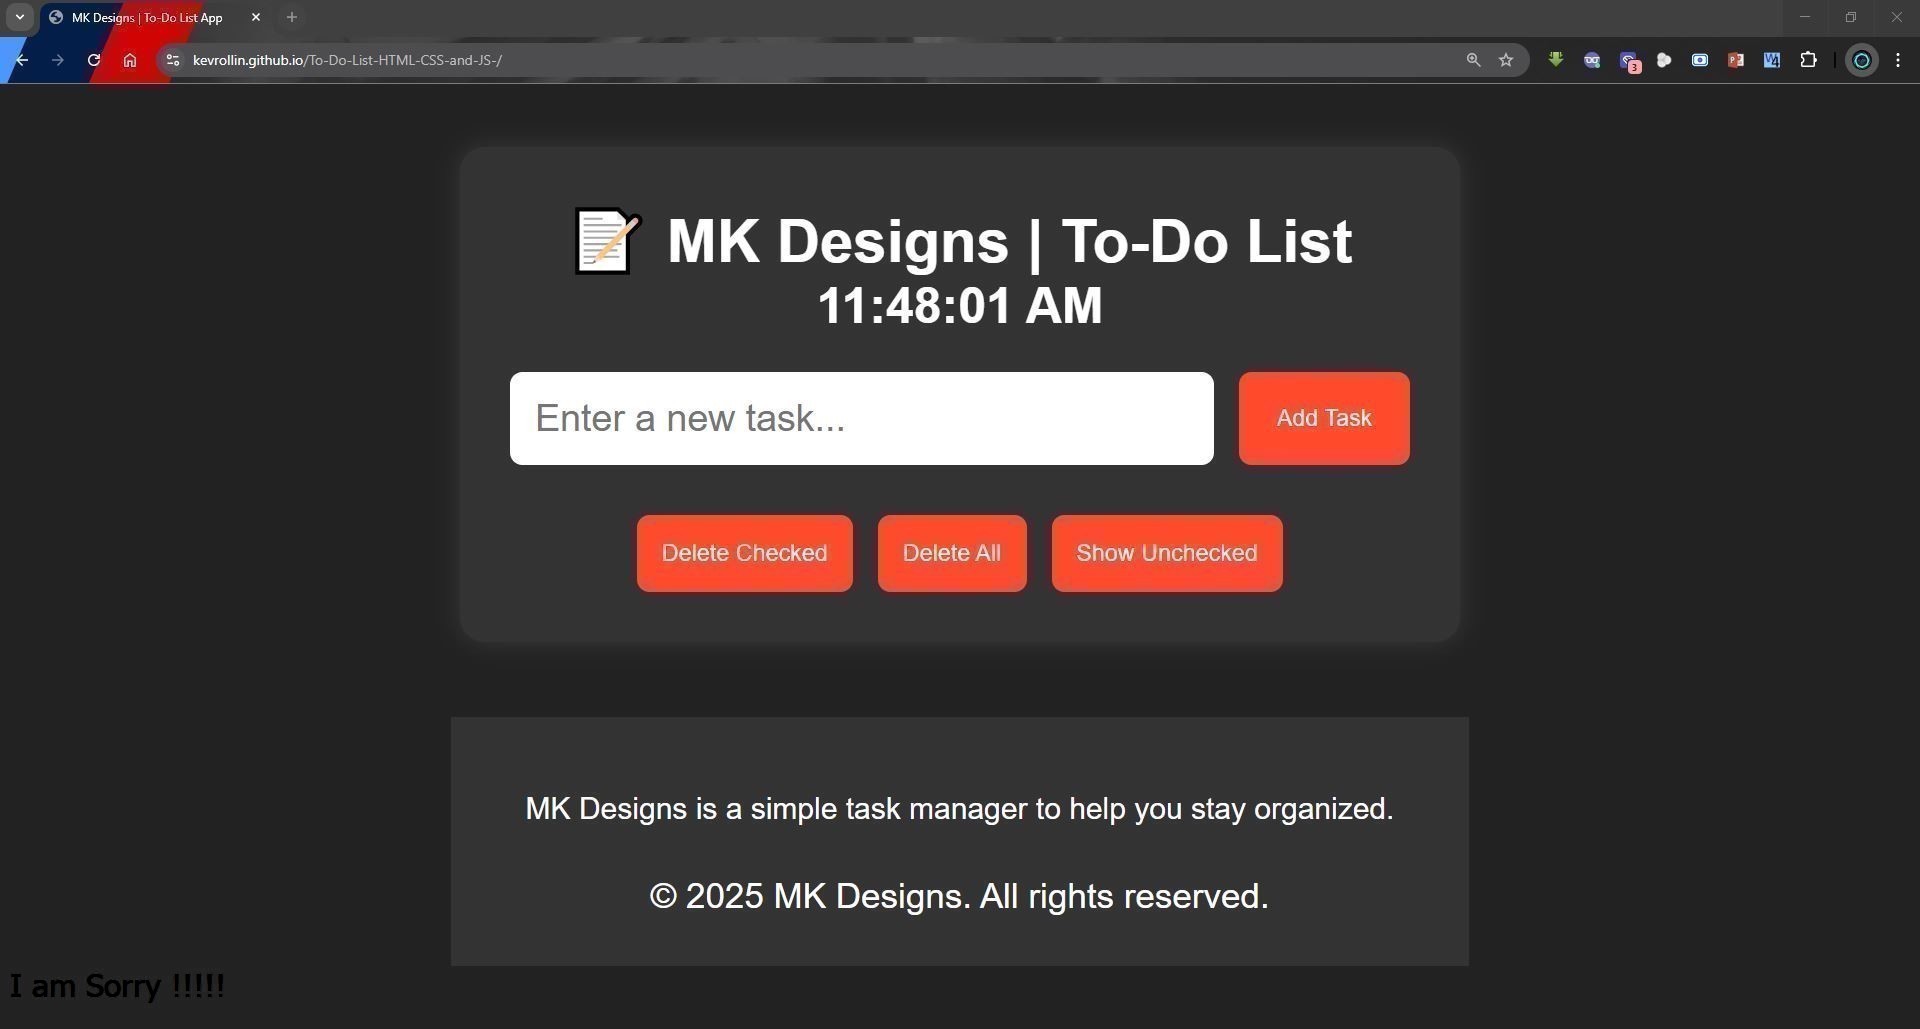 MK Designs | To-Do List App
kevrollin.github.io/To-Do-List-HTML-CSS-and-JS-/
3
MK Designs | To-Do List
11:48:01 AM
Enter a new task...
Add Task
Delete Checked
Delete All
Show Unchecked
MK Designs is a simple task manager to help you stay organized.
© 2025 MK Designs. All rights reserved.
I am Sorry !!!!!